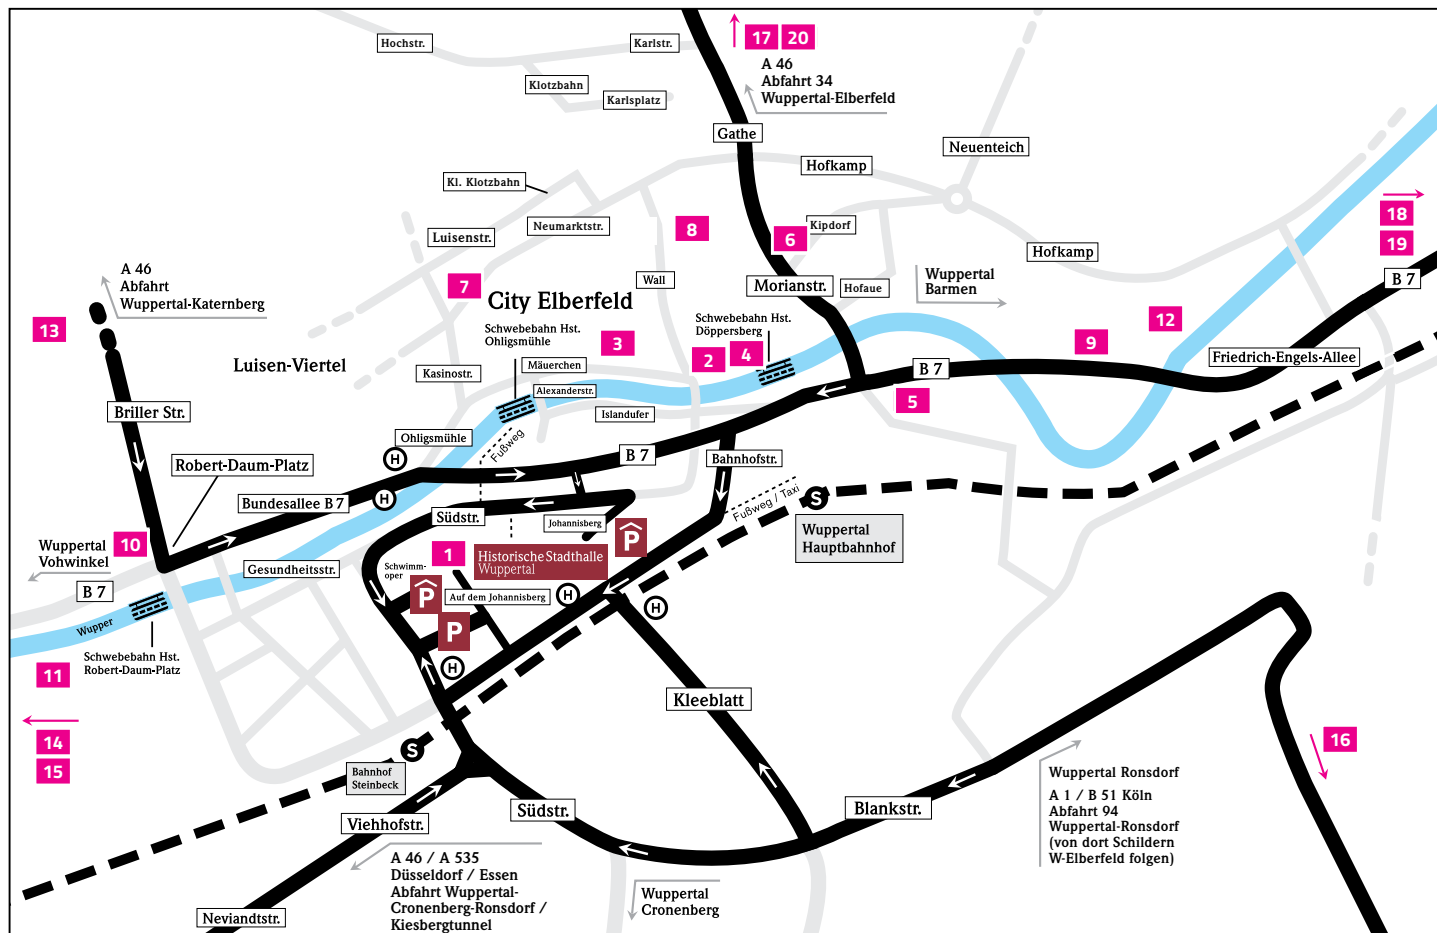 Hochstr.
Karlstr.
17 20
A 46
Abfahrt 34
Wuppertal-Elberfeld
Klotzbahn
Karlsplatz
Gathe
Neuenteich
Hofkamp
Kl. Klotzbahn
Neumarktstr.
Luisenstr.
8
6
Kipdorf
18
19
B 7
Hofkamp
A 46
Abfahrt
Wuppertal-Katernberg
7
City Elberfeld
Wall
Morianstr.
Hofaue
Wuppertal
Barmen
13
Schwebebahn Hst.
Ohligsmühle
3
Schwebebahn Hst.
Döppersberg
2
4
12
9
Friedrich-Engels-Allee
Luisen-Viertel
Kasinostr.
Mäuerchen
Alexanderstr.
B 7
5
Islandufer
Briller Str.
Ohligsmühle
Fußweg
H
B 7
Bahnhofstr.
Robert-Daum-Platz
Bundesallee B 7
H
Fußweg / Taxi
S
Südstr.
Johannisberg
Wuppertal
Hauptbahnhof
10
Wuppertal
Vohwinkel
1
Historische Stadthalle
Wuppertal
P
Gesundheitsstr.
Schwimm-
oper
P
Auf dem Johannisberg
H
H
B 7
Wupper
P
Schwebebahn Hst.
Robert-Daum-Platz
H
11
Kleeblatt
14
15
S
Bahnhof
Steinbeck
16
Südstr.
Blankstr.
Viehhofstr.
Wuppertal Ronsdorf
A 1 / B 51 Köln
Abfahrt 94
Wuppertal-Ronsdorf
(von dort Schildern
W-Elberfeld folgen)
A 46 / A 535
Düsseldorf / Essen
Abfahrt Wuppertal-
Cronenberg-Ronsdorf /
Kiesbergtunnel
Wuppertal
Cronenberg
Neviandtstr.